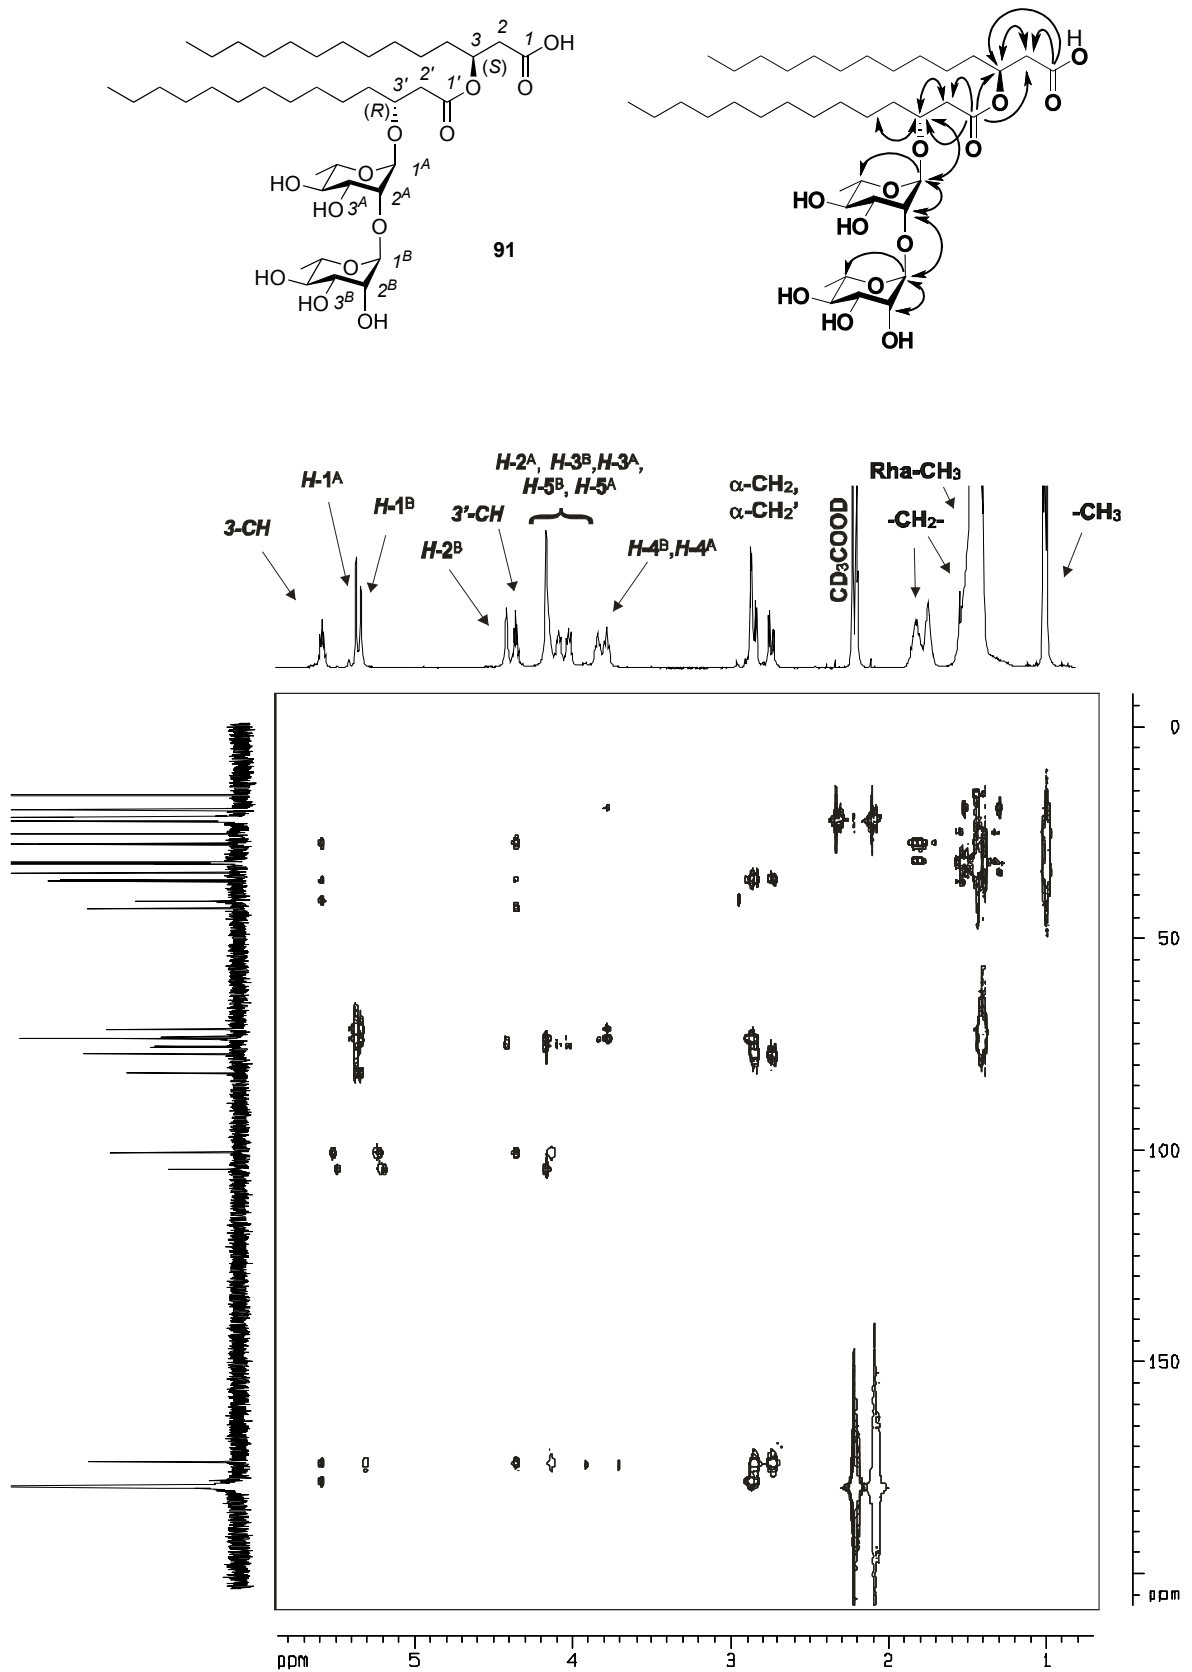 3 2 1 OH
(S)
O
3' 2' 1' O
(R)
O
O
O 1ᴬ
HO
HO 3ᴬ 2ᴬ
O
O 1ᴮ
HO
HO 3ᴮ 2ᴮ
OH
91
H
O
O
O
O
O
O
HO
HO
O
O
HO
HO
OH
H-2ᴬ, H-3ᴮ,H-3ᴬ,
H-5ᴮ, H-5ᴬ
Rha-CH₃
H-1ᴬ
α-CH₂,
α-CH₂'
3-CH
H-1ᴮ
3'-CH
-CH₂-
-CH₃
H-2ᴮ
H-4ᴮ,H-4ᴬ
CD₃COOD
0
50
100
150
ppm
ppm 5 4 3 2 1